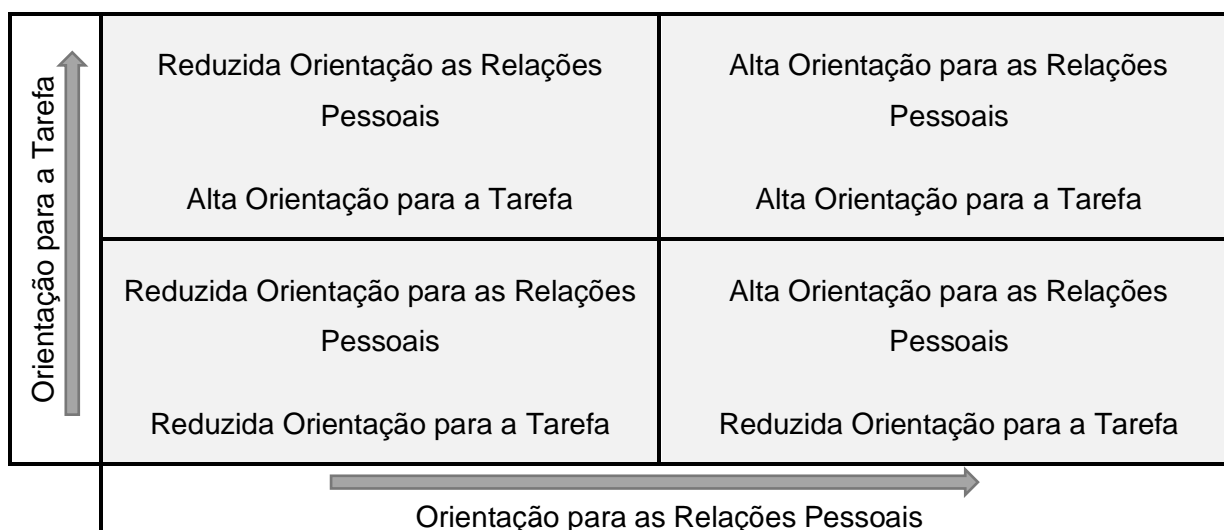 Orientação para a Tarefa
Reduzida Orientação as Relações
Pessoais
Alta Orientação para a Tarefa
Alta Orientação para as Relações
Pessoais
Alta Orientação para a Tarefa
Reduzida Orientação para as Relações
Pessoais
Reduzida Orientação para a Tarefa
Alta Orientação para as Relações
Pessoais
Reduzida Orientação para a Tarefa
Orientação para as Relações Pessoais